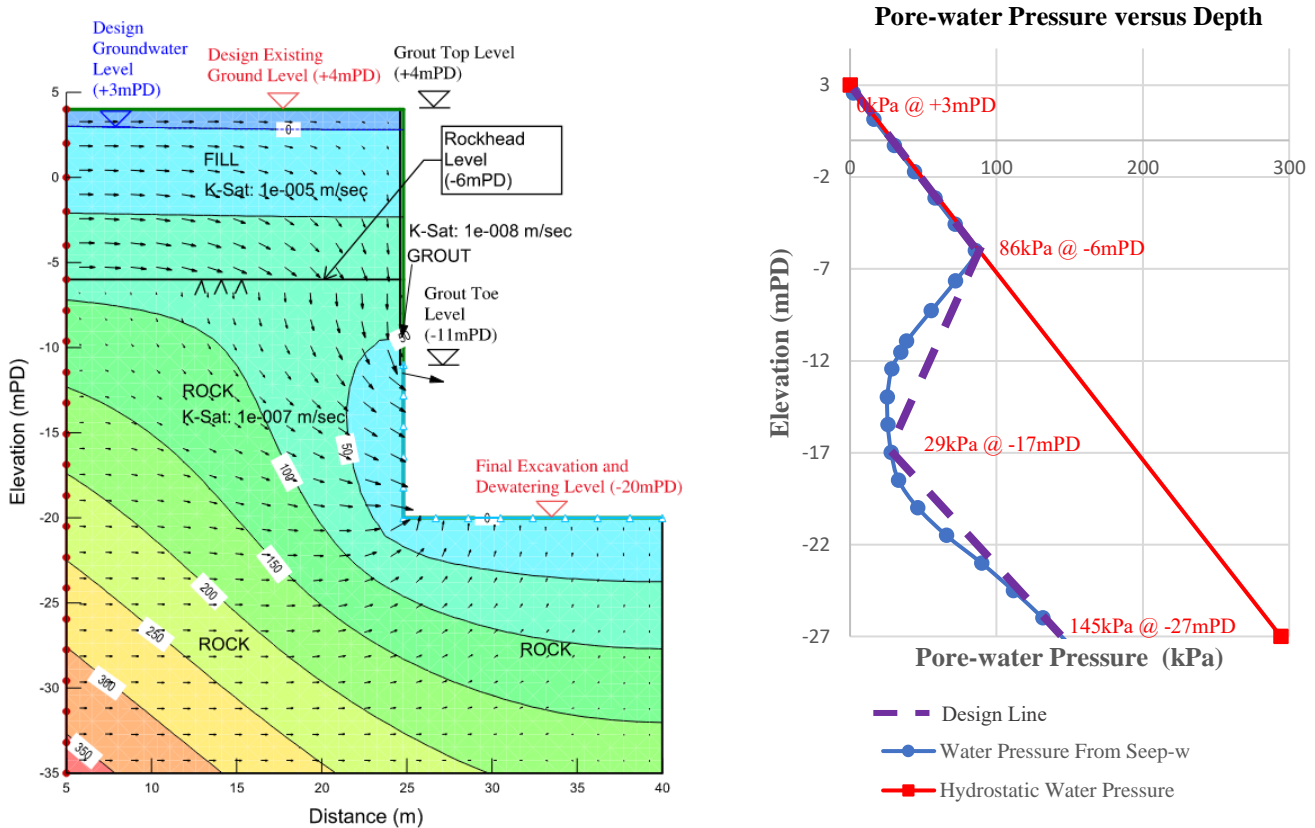 Design
Groundwater
Level
(+3mPD)
Design Existing
Ground Level (+4mPD)
Grout Top Level
(+4mPD)
5
0
-5
-10
-15
-20
-25
-30
-35
Elevation (mPD)
0
FILL
K-Sat: 1e-005 m/sec
Rockhead
Level
(-6mPD)
K-Sat: 1e-008 m/sec
GROUT
Grout Toe
Level
(-11mPD)
50
ROCK
K-Sat: 1e-007 m/sec
50
100
Final Excavation and
Dewatering Level (-20mPD)
0
150
200
250
300
350
ROCK
ROCK
5
10
15
20
25
30
35
40
Distance (m)
Pore-water Pressure versus Depth
3
-2
-7
-12
-17
-22
-27
Elevation (mPD)
0
100
200
300
0kPa @ +3mPD
86kPa @ -6mPD
29kPa @ -17mPD
145kPa @ -27mPD
Pore-water Pressure (kPa)
Design Line
Water Pressure From Seep-w
Hydrostatic Water Pressure